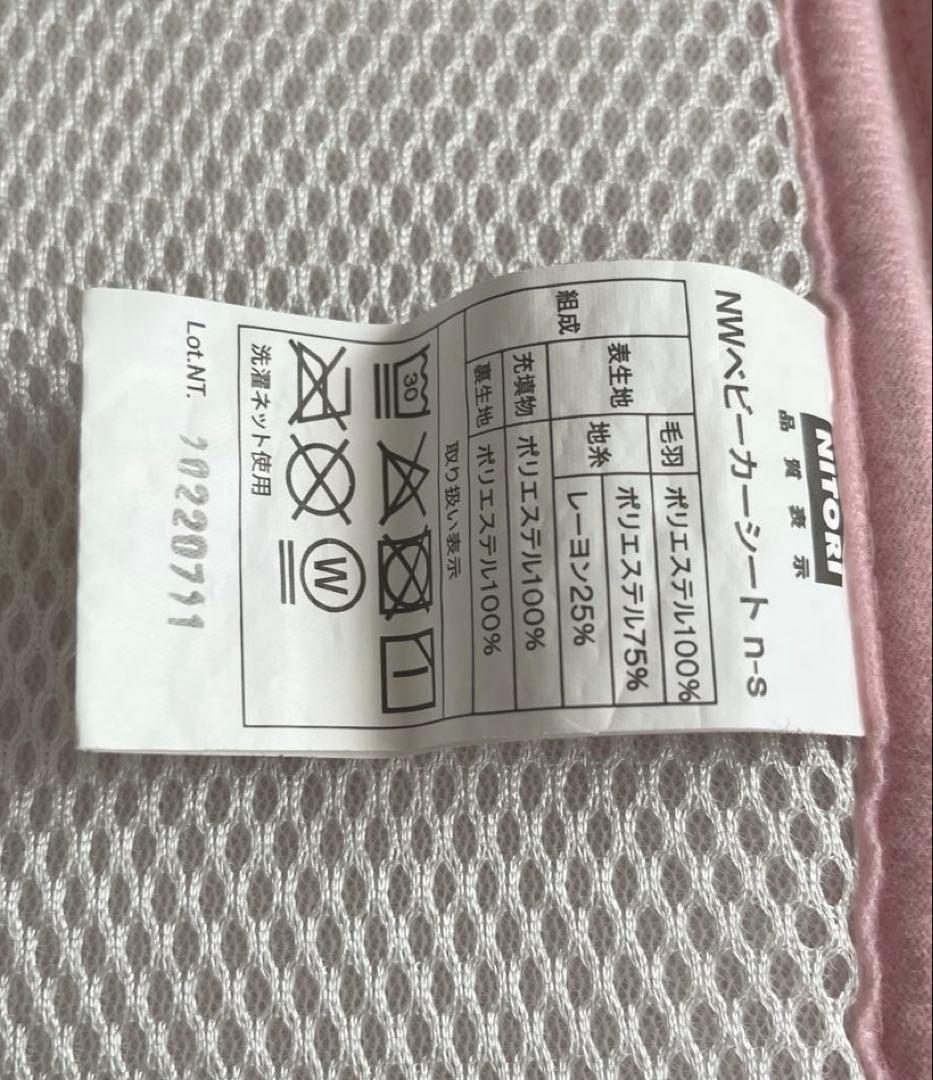 NITORI
品質表示
NWベビーカーシート n-s
組成
表生地
毛羽
ポリエステル100%
地糸
ポリエステル75%
レーヨン25%
充填物
ポリエステル100%
裏生地
ポリエステル100%
取り扱い表示
30
W
洗濯ネット使用
Lot.NT. 20220711